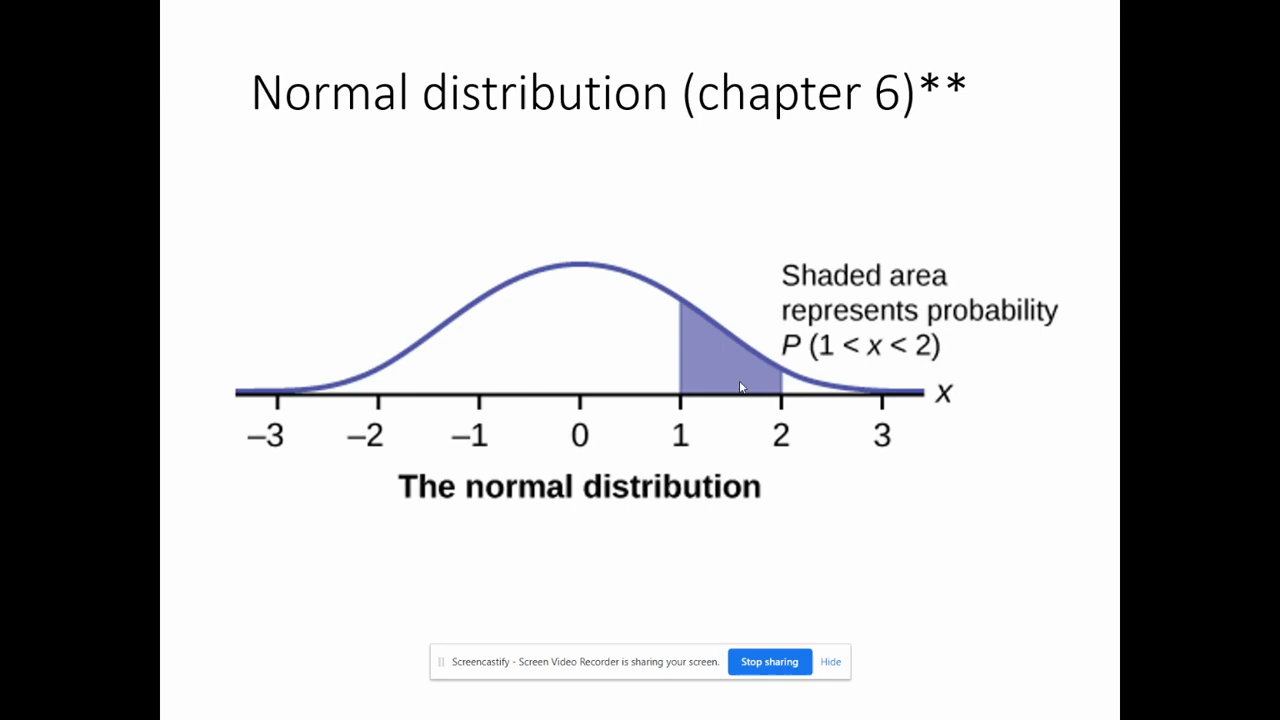 Normal distribution (chapter 6)**
Shaded area
represents probability
P (1 < x < 2)
x
–3 –2 –1 0 1 2 3
The normal distribution
Screencastify - Screen Video Recorder is sharing your screen. Stop sharing Hide